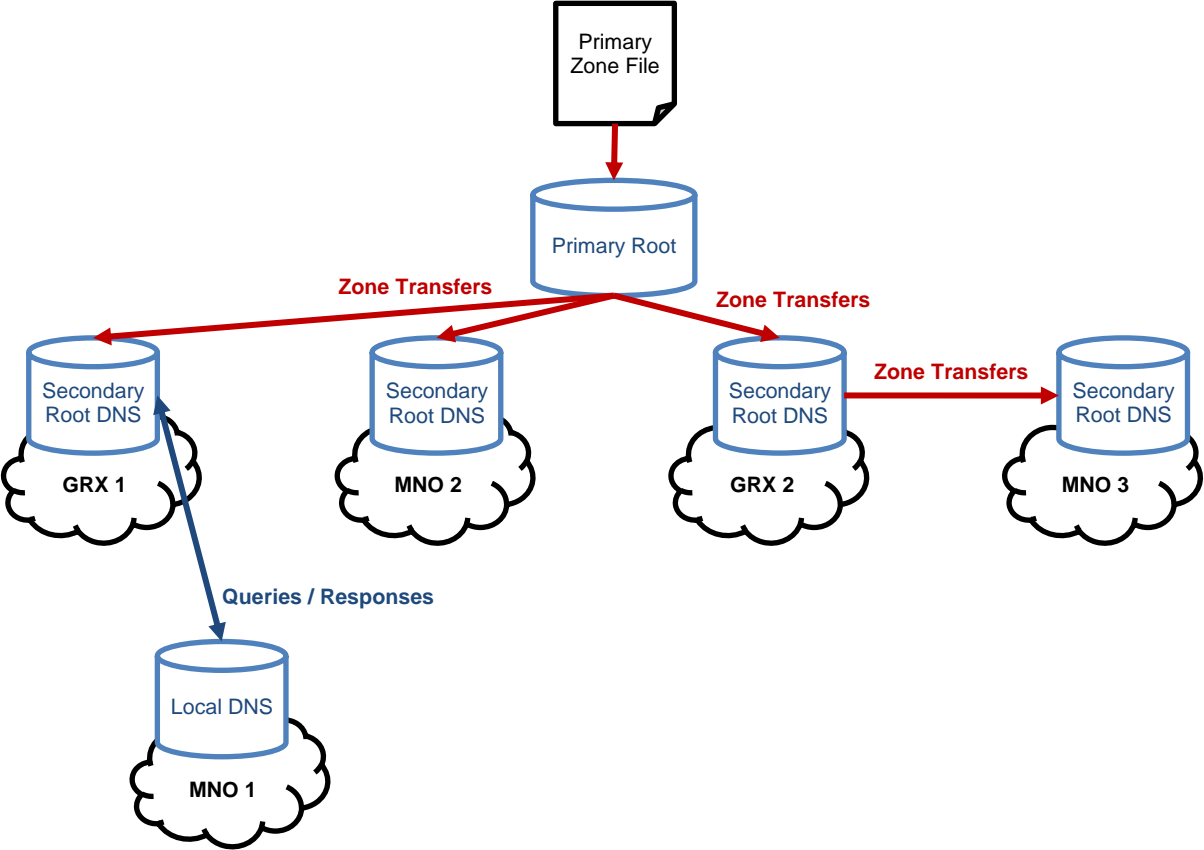 Primary
Zone File
Primary Root
Zone Transfers
Zone Transfers
Secondary
Root DNS
Secondary
Root DNS
Secondary
Root DNS
Zone Transfers
Secondary
Root DNS
GRX 1
MNO 2
GRX 2
MNO 3
Queries / Responses
Local DNS
MNO 1